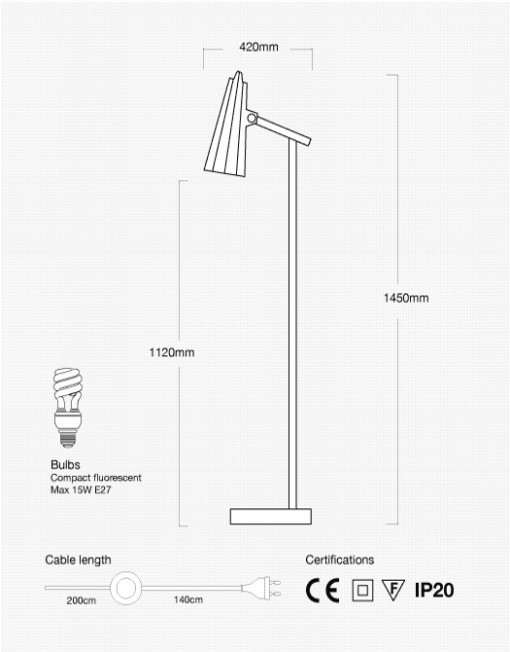 420mm
1450mm
1120mm
Bulbs
Compact fluorescent
Max 15W E27
Cable length
200cm
140cm
Certifications
CE F IP20